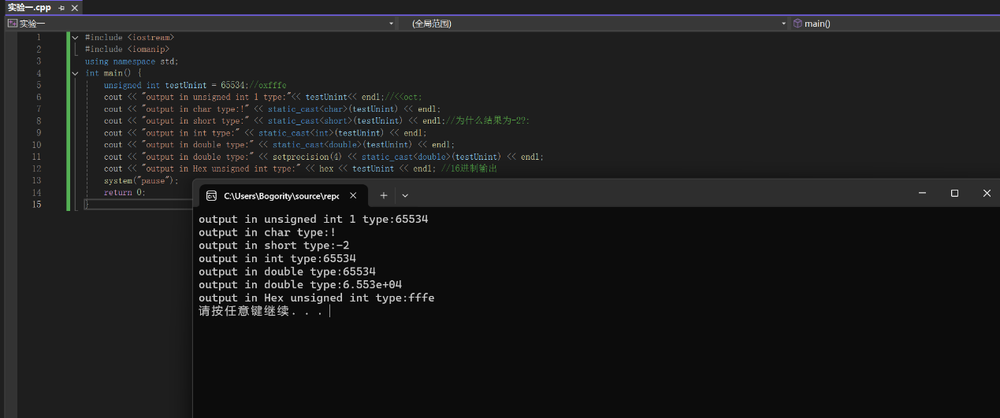 实验一.cpp
实验一 (全局范围) main()
1 #include <iostream>
2 #include <iomanip>
3 using namespace std;
4 int main() {
5 unsigned int testUnint = 65534;//oxfffe
6 cout << "output in unsigned int 1 type:"<< testUnint<< endl;//<<oct;
7 cout << "output in char type:!" << static_cast<char>(testUnint) << endl;
8 cout << "output in short type:" << static_cast<short>(testUnint) << endl;//为什么结果为-2?:
9 cout << "output in int type:" << static_cast<int>(testUnint) << endl;
10 cout << "output in double type:" << static_cast<double>(testUnint) << endl;
11 cout << "output in double type:" << setprecision(4) << static_cast<double>(testUnint) << endl;
12 cout << "output in Hex unsigned int type:" << hex << testUnint << endl; //16进制输出
13 system("pause");
14 return 0;
15 }
C:\Users\Bogority\source\repo
output in unsigned int 1 type:65534
output in char type:!
output in short type:-2
output in int type:65534
output in double type:65534
output in double type:6.553e+04
output in Hex unsigned int type:fffe
请按任意键继续. . .